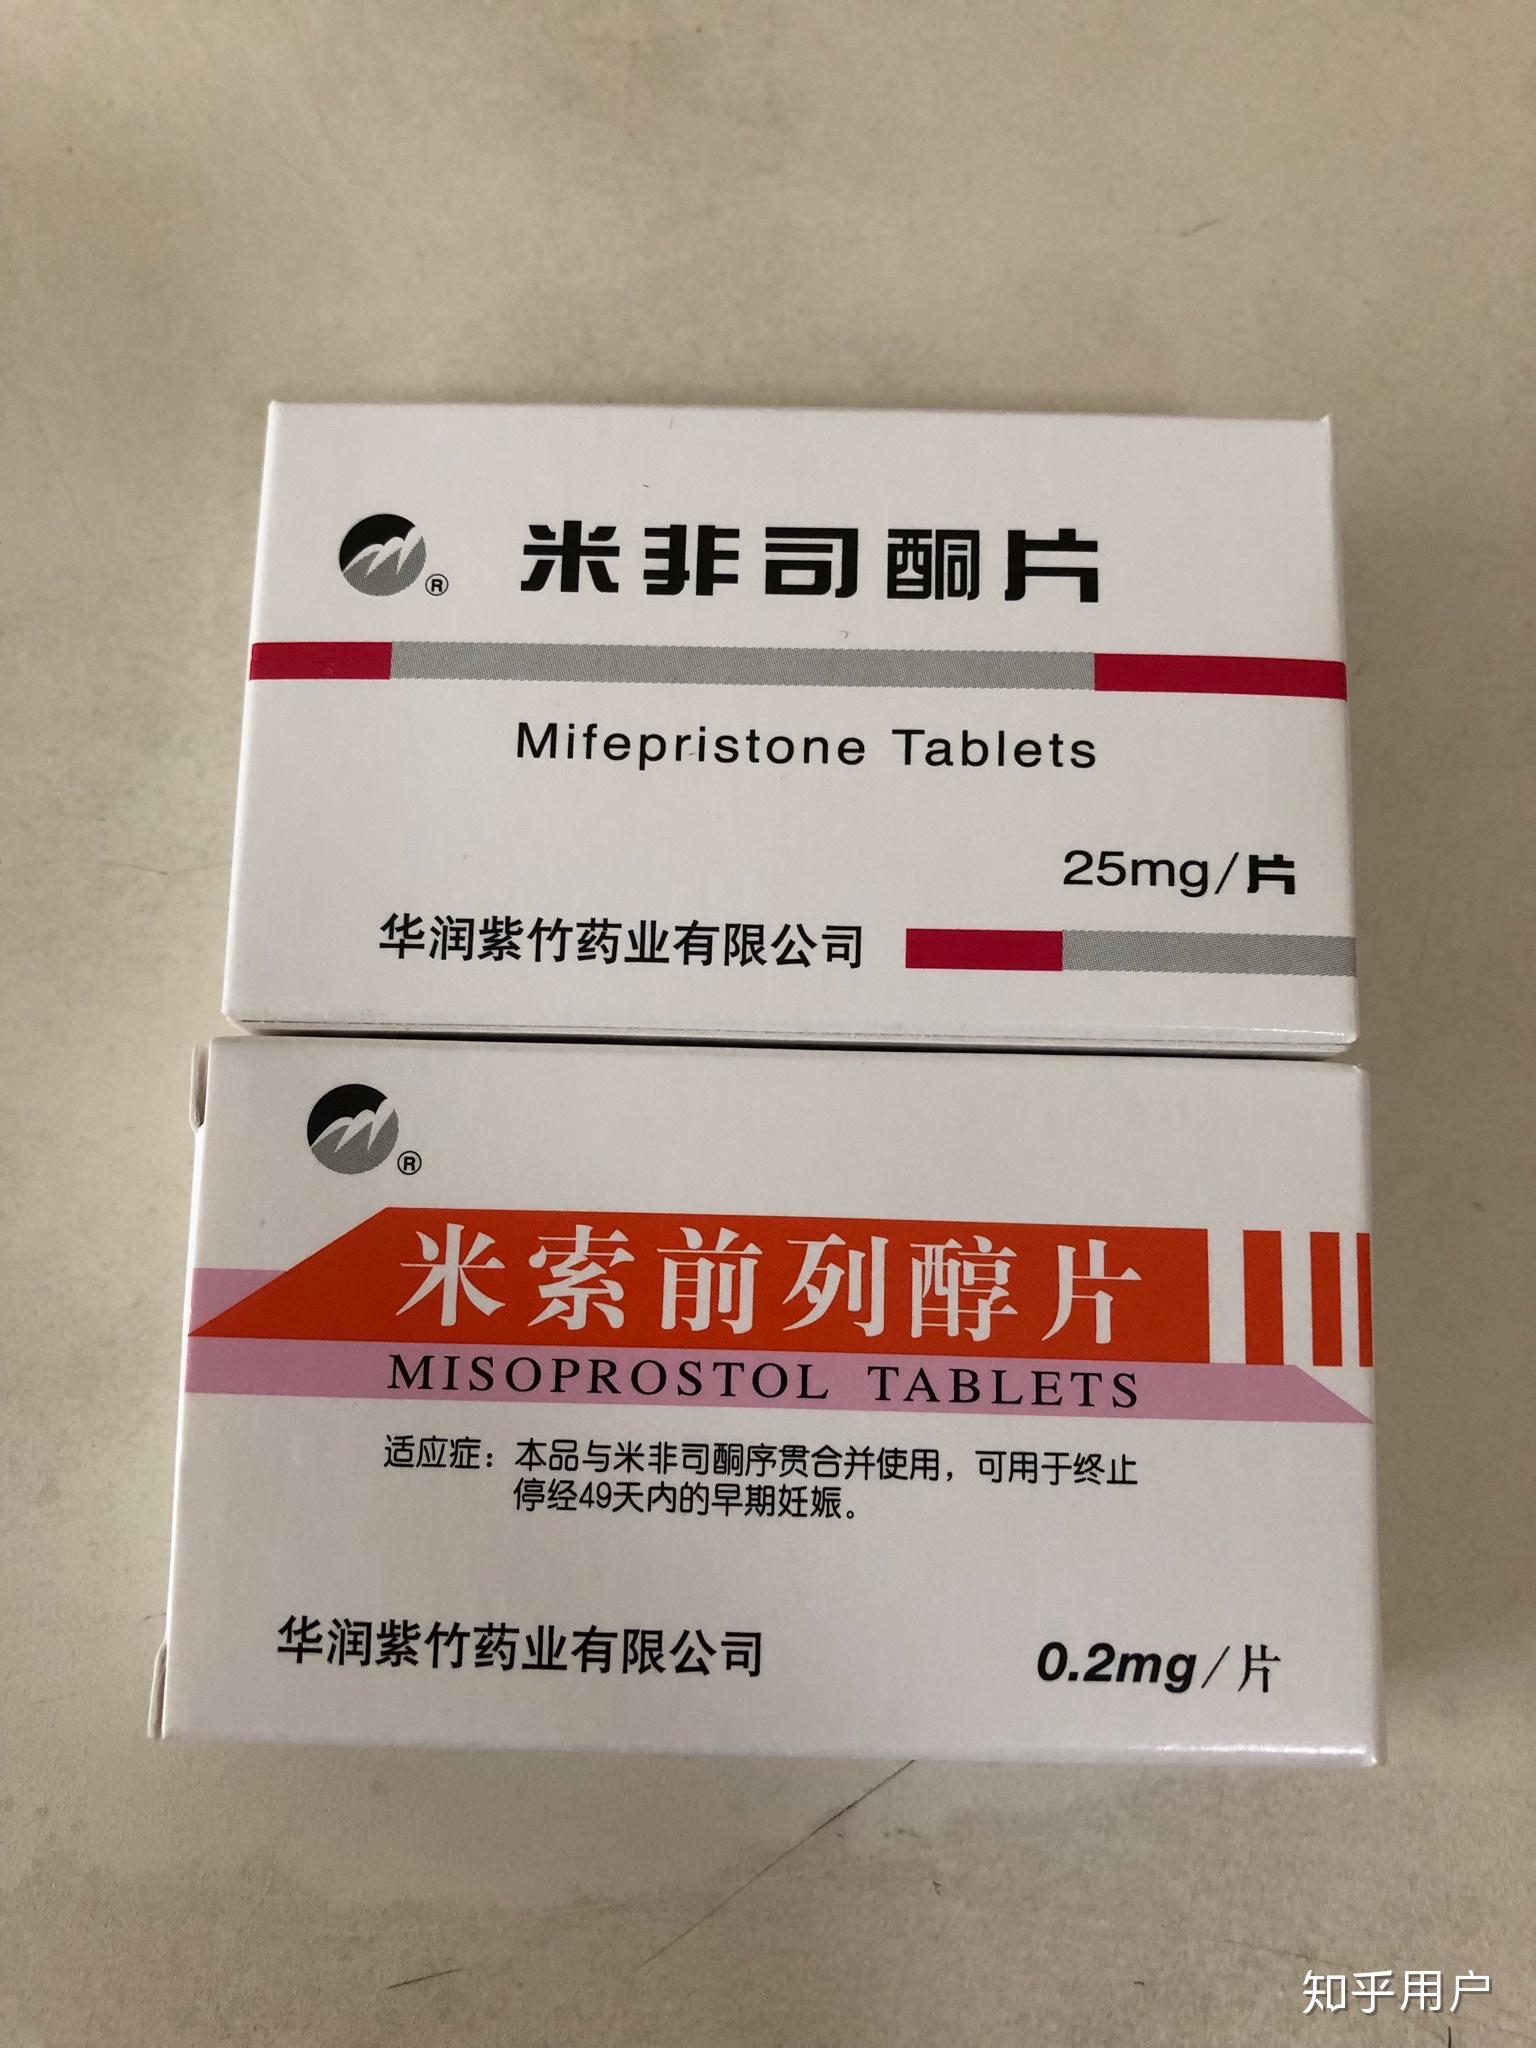 ® 米非司酮片
Mifepristone Tablets
25mg/片
华润紫竹药业有限公司
®
米索前列醇片
MISOPROSTOL TABLETS
适应症：本品与米非司酮序贯合并使用，可用于终止
停经49天内的早期妊娠。
华润紫竹药业有限公司 0.2mg/片
知乎用户